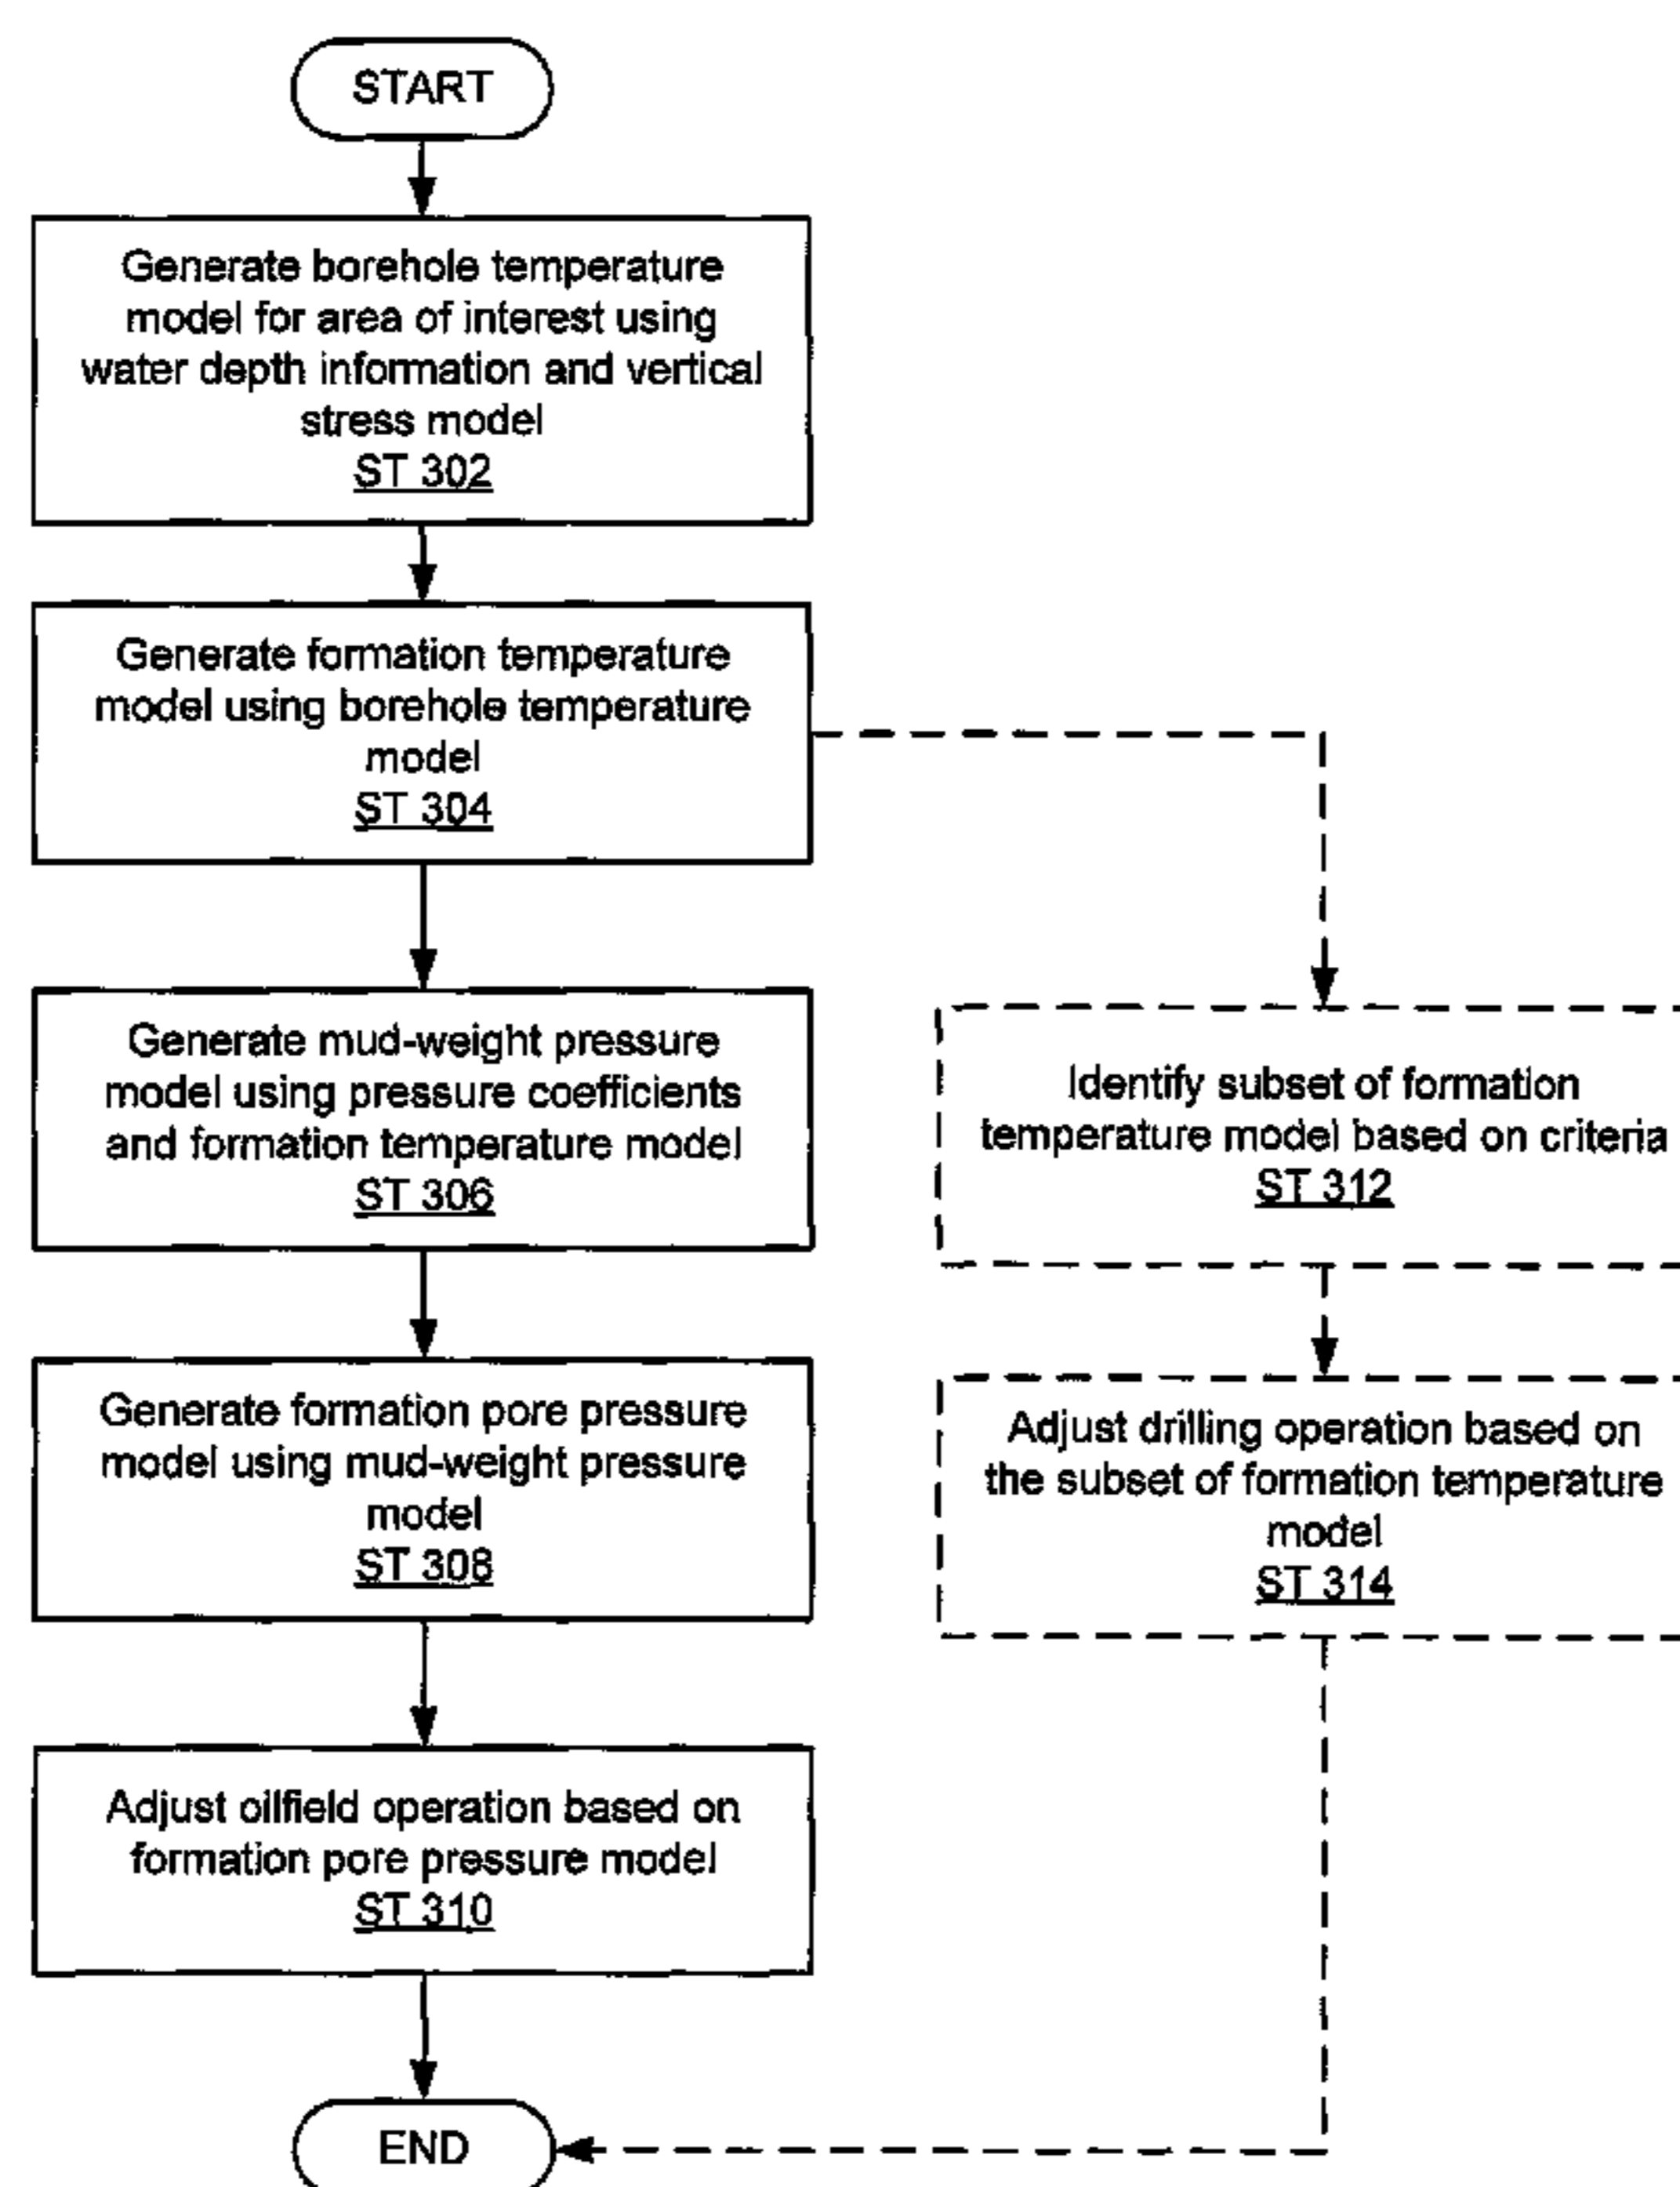 START
Generate borehole temperature
model for area of interest using
water depth information and vertical
stress model
ST 302
Generate formation temperature
model using borehole temperature
model
ST 304
Generate mud-weight pressure
model using pressure coefficients
and formation temperature model
ST 306
Identify subset of formation
temperature model based on criteria
ST 312
Generate formation pore pressure
model using mud-weight pressure
model
ST 308
Adjust drilling operation based on
the subset of formation temperature
model
ST 314
Adjust oilfield operation based on
formation pore pressure model
ST 310
END